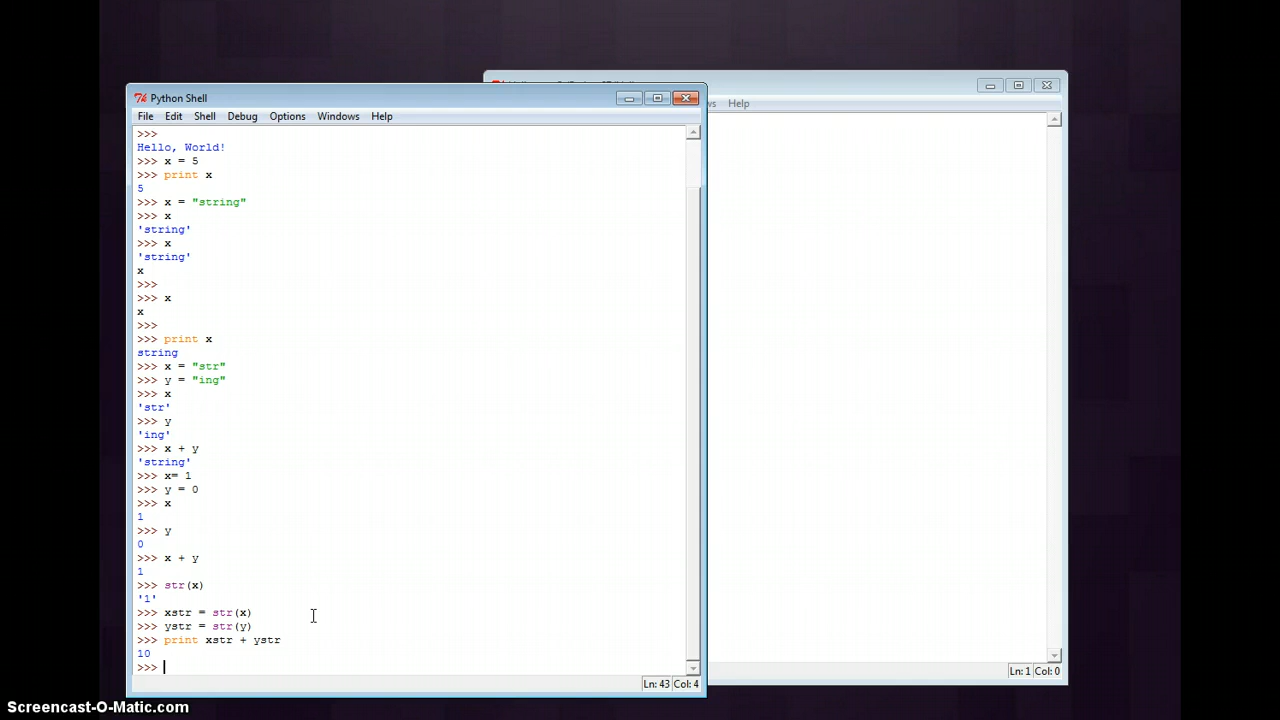 Python Shell
File Edit Shell Debug Options Windows Help
ws Help
>>>
Hello, World!
>>> x = 5
>>> print x
5
>>> x = "string"
>>> x
'string'
>>> x
'string'
x
>>>
>>> x
x
>>>
>>> print x
string
>>> x = "str"
>>> y = "ing"
>>> x
'str'
>>> y
'ing'
>>> x + y
'string'
>>> x= 1
>>> y = 0
>>> x
1
>>> y
0
>>> x + y
1
>>> str(x)
'1'
>>> xstr = str(x)
>>> ystr = str(y)
>>> print xstr + ystr
10
>>>
Ln: 43 Col: 4
Ln: 1 Col: 0
Screencast-O-Matic.com